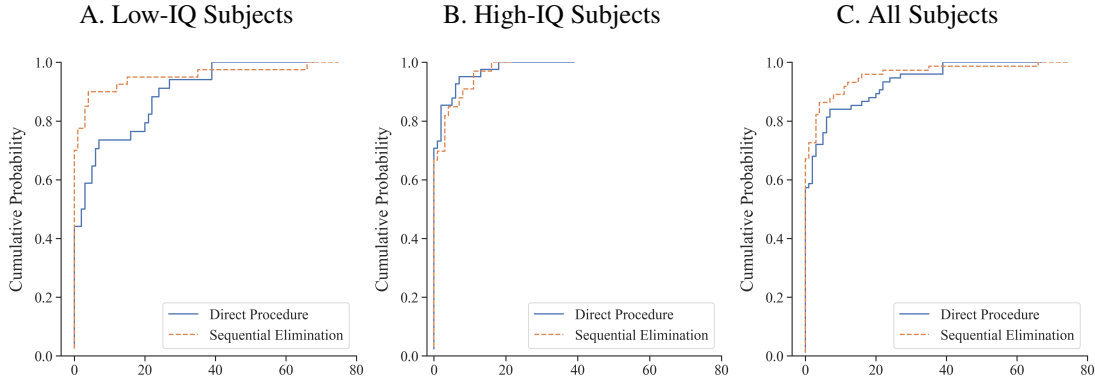 A. Low-IQ Subjects
B. High-IQ Subjects
C. All Subjects
Cumulative Probability
1.0
0.8
0.6
0.4
0.2
0.0
0
20
40
60
80
Direct Procedure
Sequential Elimination
Cumulative Probability
1.0
0.8
0.6
0.4
0.2
0.0
0
20
40
60
80
Direct Procedure
Sequential Elimination
Cumulative Probability
1.0
0.8
0.6
0.4
0.2
0.0
0
20
40
60
80
Direct Procedure
Sequential Elimination